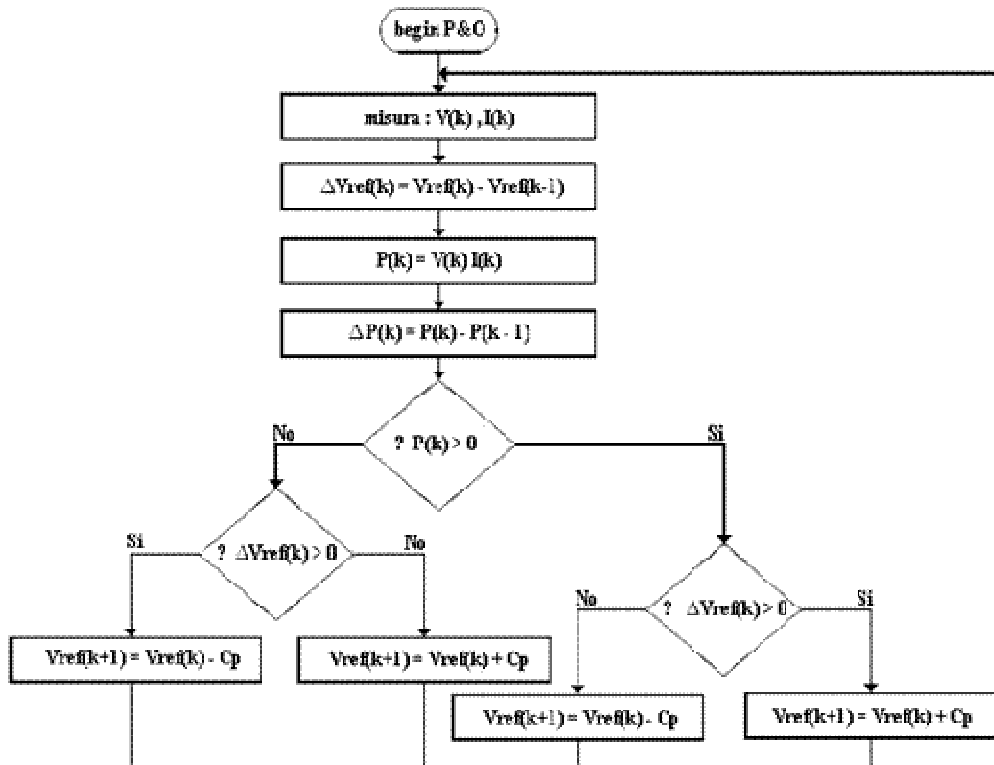 begin P&O
misura : V(k) , I(k)
ΔVref(k) = Vref(k) - Vref(k-1)
P(k) = V(k) I(k)
ΔP(k) = P(k) - P(k - 1)
? P(k) > 0
No
Si
? ΔVref(k) > 0
Si
No
? ΔVref(k) > 0
No
Si
Vref(k+1) = Vref(k) - Cp
Vref(k+1) = Vref(k) + Cp
Vref(k+1) = Vref(k) - Cp
Vref(k+1) = Vref(k) + Cp